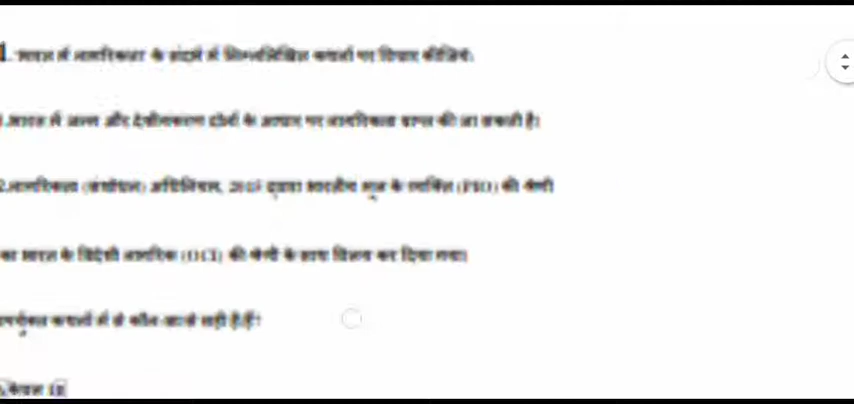 1. भारत में नागरिकता के संदर्भ में निम्नलिखित कथनों पर विचार कीजिये:
.भारत में जन्म और देशीयकरण दोनों के आधार पर नागरिकता प्राप्त की जा सकती है।
2.नागरिकता (संशोधन) अधिनियम, 2015 द्वारा भारतीय मूल के व्यक्ति (PIO) की श्रेणी
का भारत के विदेशी नागरिक (OCI) की श्रेणी के साथ विलय कर दिया गया।
उपर्युक्त कथनों में से कौन-सा/से सही है/हैं?
केवल 1